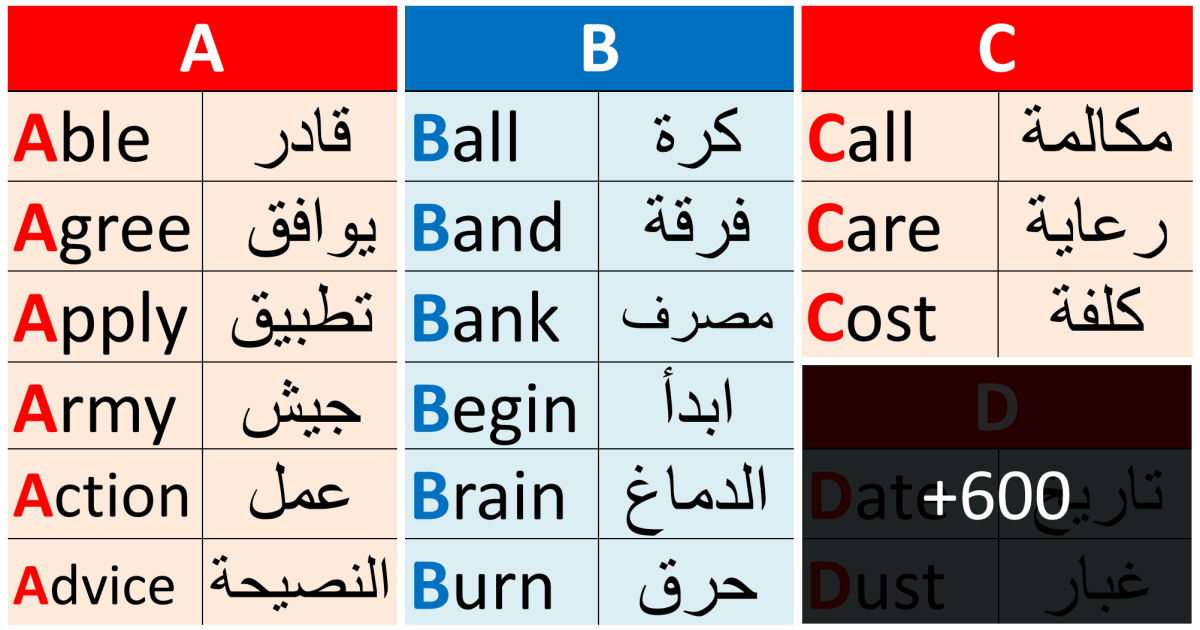 A
Able قادر
Agree يوافق
Apply تطبيق
Army جيش
Action عمل
Advice النصيحة
B
Ball كرة
Band فرقة
Bank مصرف
Begin ابدأ
Brain الدماغ
Burn حرق
C
Call مكالمة
Care رعاية
Cost كلفة
D
Date تاريخ
+600
Dust غبار